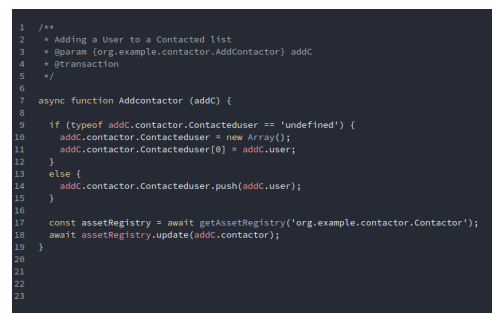 1 /**
2 * Adding a User to a Contacted list
3 * @param {org.example.contactor.AddContactor} addC
4 * @transaction
5 */
6
7 async function Addcontactor (addC) {
8
9 if (typeof addC.contactor.Contacteduser == 'undefined') {
10 addC.contactor.Contacteduser = new Array();
11 addC.contactor.Contacteduser[0] = addC.user;
12 }
13 else {
14 addC.contactor.Contacteduser.push(addC.user);
15 }
16
17 const assetRegistry = await getAssetRegistry('org.example.contactor.Contactor');
18 await assetRegistry.update(addC.contactor);
19 }
20
21
22
23